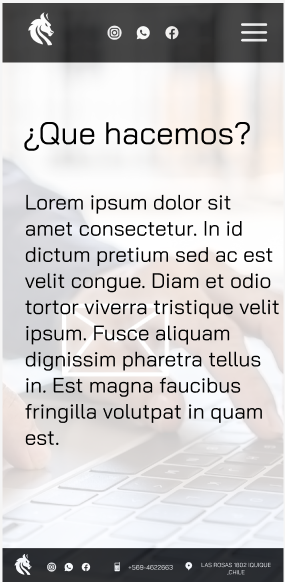 ¿Que hacemos?
Lorem ipsum dolor sit
amet consectetur. In id
dictum pretium sed ac est
velit congue. Diam et odio
tortor viverra tristique velit
ipsum. Fusce aliquam
dignissim pharetra tellus
in. Est magna faucibus
fringilla volutpat in quam
est.
+569-4622663
LAS ROSAS 1802 IQUIQUE
,CHILE